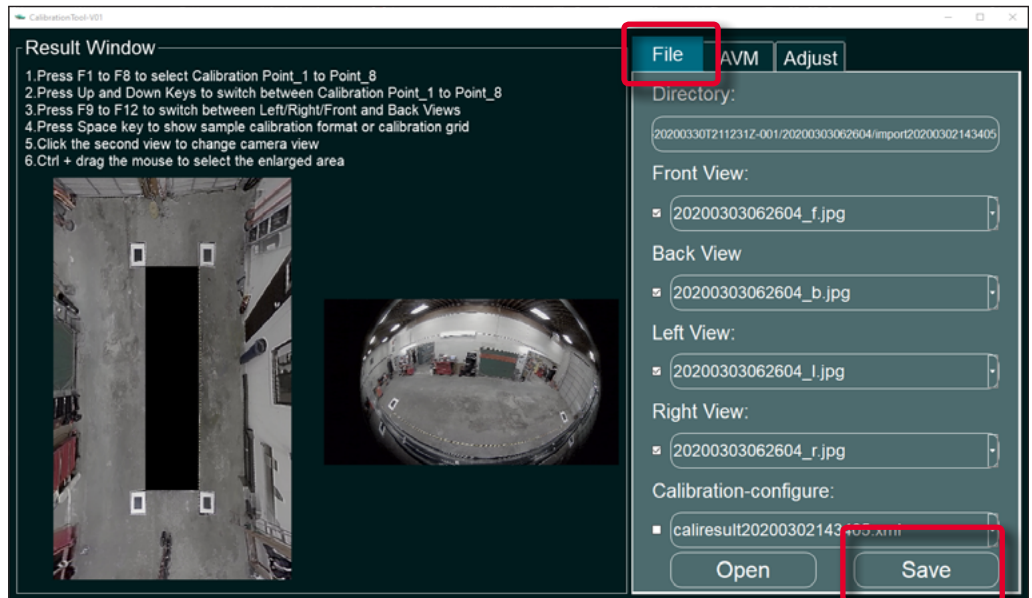 CalibrationTool-V01
Result Window
1.Press F1 to F8 to select Calibration Point_1 to Point_8
2.Press Up and Down Keys to switch between Calibration Point_1 to Point_8
3.Press F9 to F12 to switch between Left/Right/Front and Back Views
4.Press Space key to show sample calibration format or calibration grid
5.Click the second view to change camera view
6.Ctrl + drag the mouse to select the enlarged area
File AVM Adjust
Directory:
20200330T211231Z-001/20200303062604/import20200302143405
Front View:
20200303062604_f.jpg
Back View
20200303062604_b.jpg
Left View:
20200303062604_l.jpg
Right View:
20200303062604_r.jpg
Calibration-configure:
caliresult20200302143405.xml
Open Save